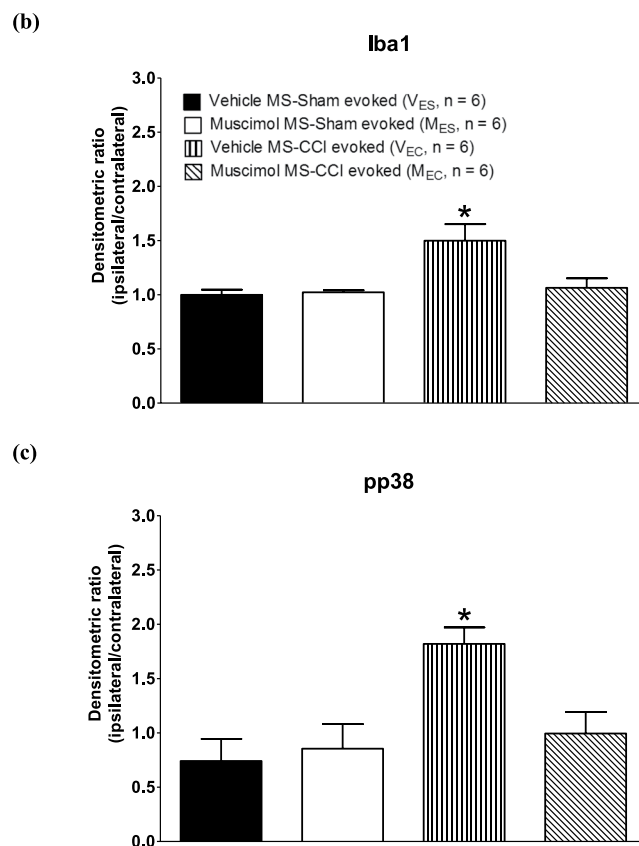 (b)
Iba1
Densitometric ratio
(ipsilateral/contralateral)
3.0
2.5
2.0
1.5
1.0
0.5
0.0
Vehicle MS-Sham evoked (VES, n = 6)
Muscimol MS-Sham evoked (MES, n = 6)
Vehicle MS-CCI evoked (VEC, n = 6)
Muscimol MS-CCI evoked (MEC, n = 6)
*
(c)
pp38
Densitometric ratio
(ipsilateral/contralateral)
3.0
2.5
2.0
1.5
1.0
0.5
0.0
*